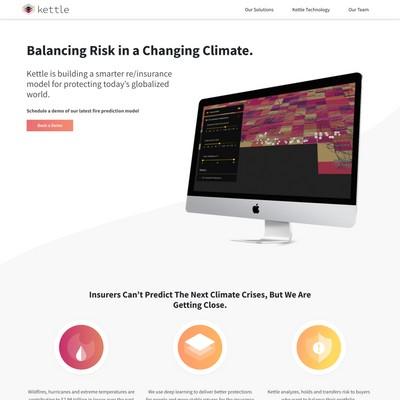 kettle
Our Solutions
Kettle Technology
Our Team
Balancing Risk in a Changing Climate.
Kettle is building a smarter re/insurance
model for protecting today's globalized
world.
Schedule a demo of our latest fire prediction model
Book a Demo
Insurers Can't Predict The Next Climate Crises, But We Are
Getting Close.
Wildfires, hurricanes and extreme temperatures are
We use deep learning to deliver better protections
Kettle analyzes, holds and transfers risk to buyers